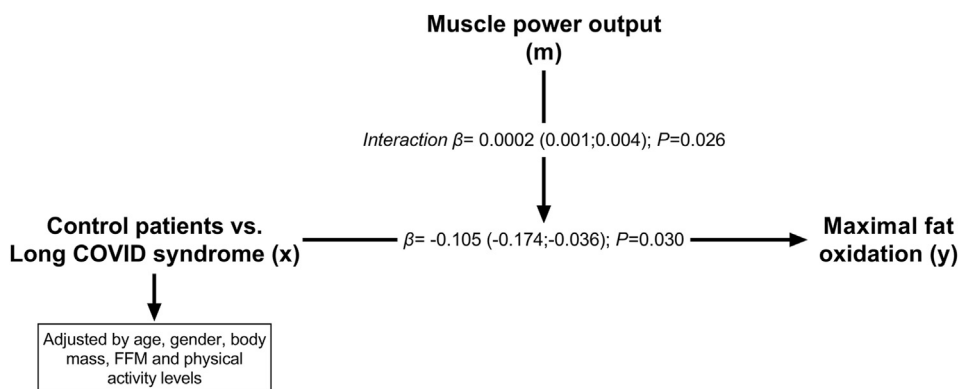 Muscle power output
(m)
Interaction β= 0.0002 (0.001;0.004); P=0.026
Control patients vs.
Long COVID syndrome (x)
β= -0.105 (-0.174;-0.036); P=0.030
Maximal fat
oxidation (y)
Adjusted by age, gender, body
mass, FFM and physical
activity levels